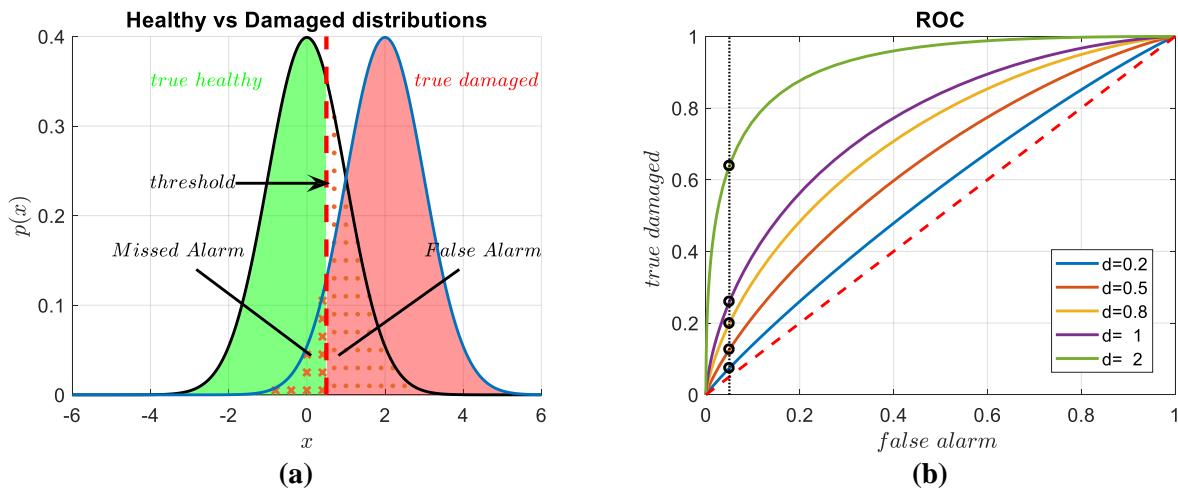 Healthy vs Damaged distributions
0.4
0.3
0.2
0.1
0
p(x)
true healthy
true damaged
threshold
Missed Alarm
False Alarm
-6
-4
-2
0
2
4
6
x
(a)
ROC
1
0.8
0.6
0.4
0.2
0
true damaged
d=0.2
d=0.5
d=0.8
d= 1
d= 2
0
0.2
0.4
0.6
0.8
1
false alarm
(b)